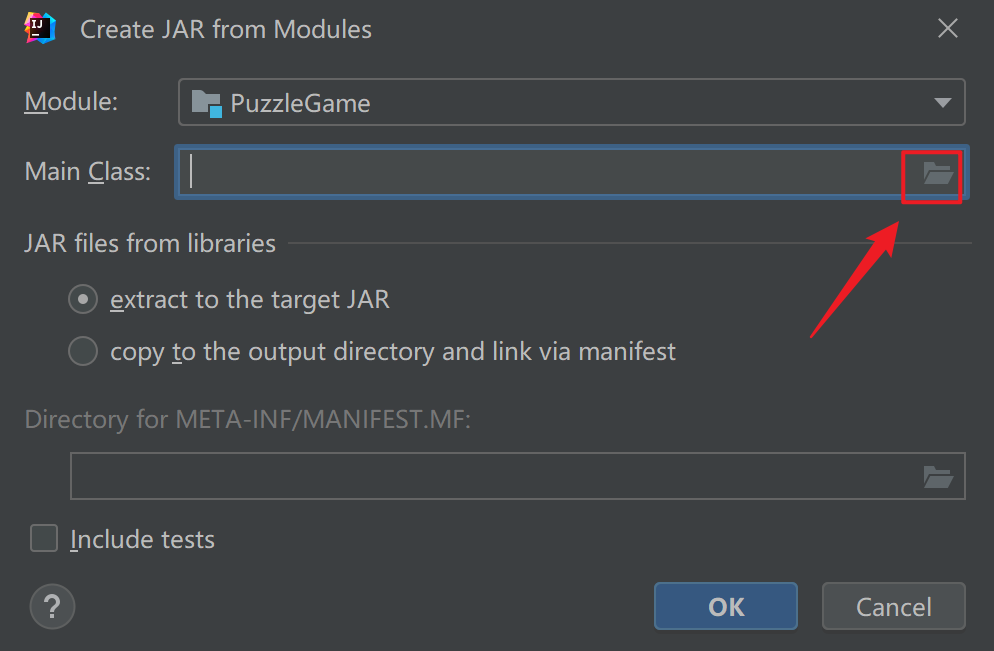 IJ
Create JAR from Modules
Module: PuzzleGame
Main Class:
JAR files from libraries
extract to the target JAR
copy to the output directory and link via manifest
Directory for META-INF/MANIFEST.MF:
Include tests
? OK Cancel